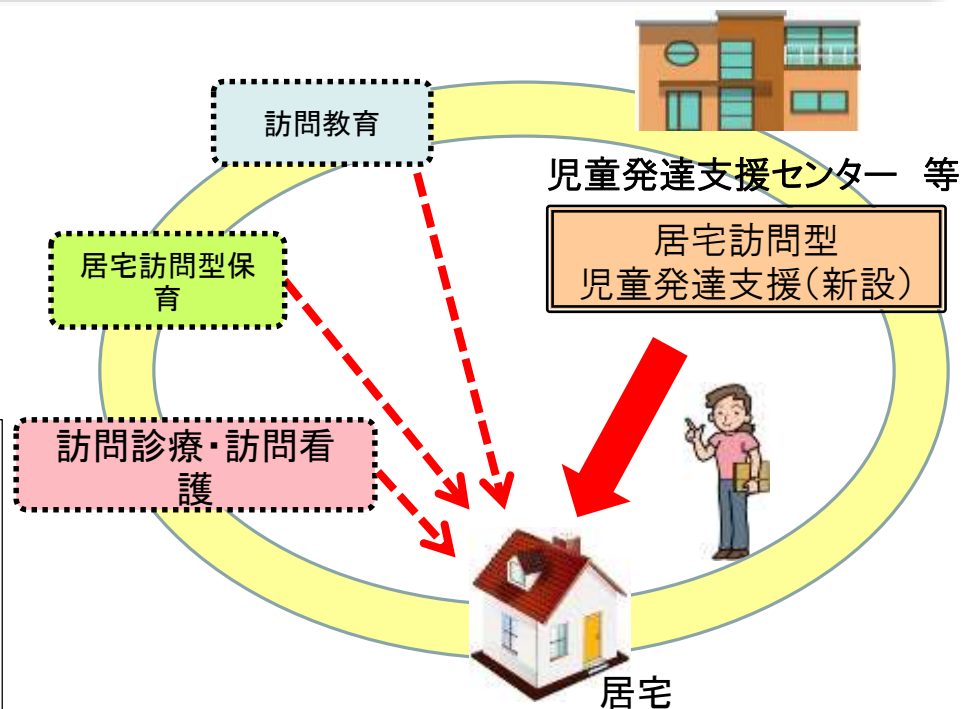 訪問教育
児童発達支援センター 等
居宅訪問型
児童発達支援(新設)
居宅訪問型保
育
訪問診療・訪問看
護
居宅